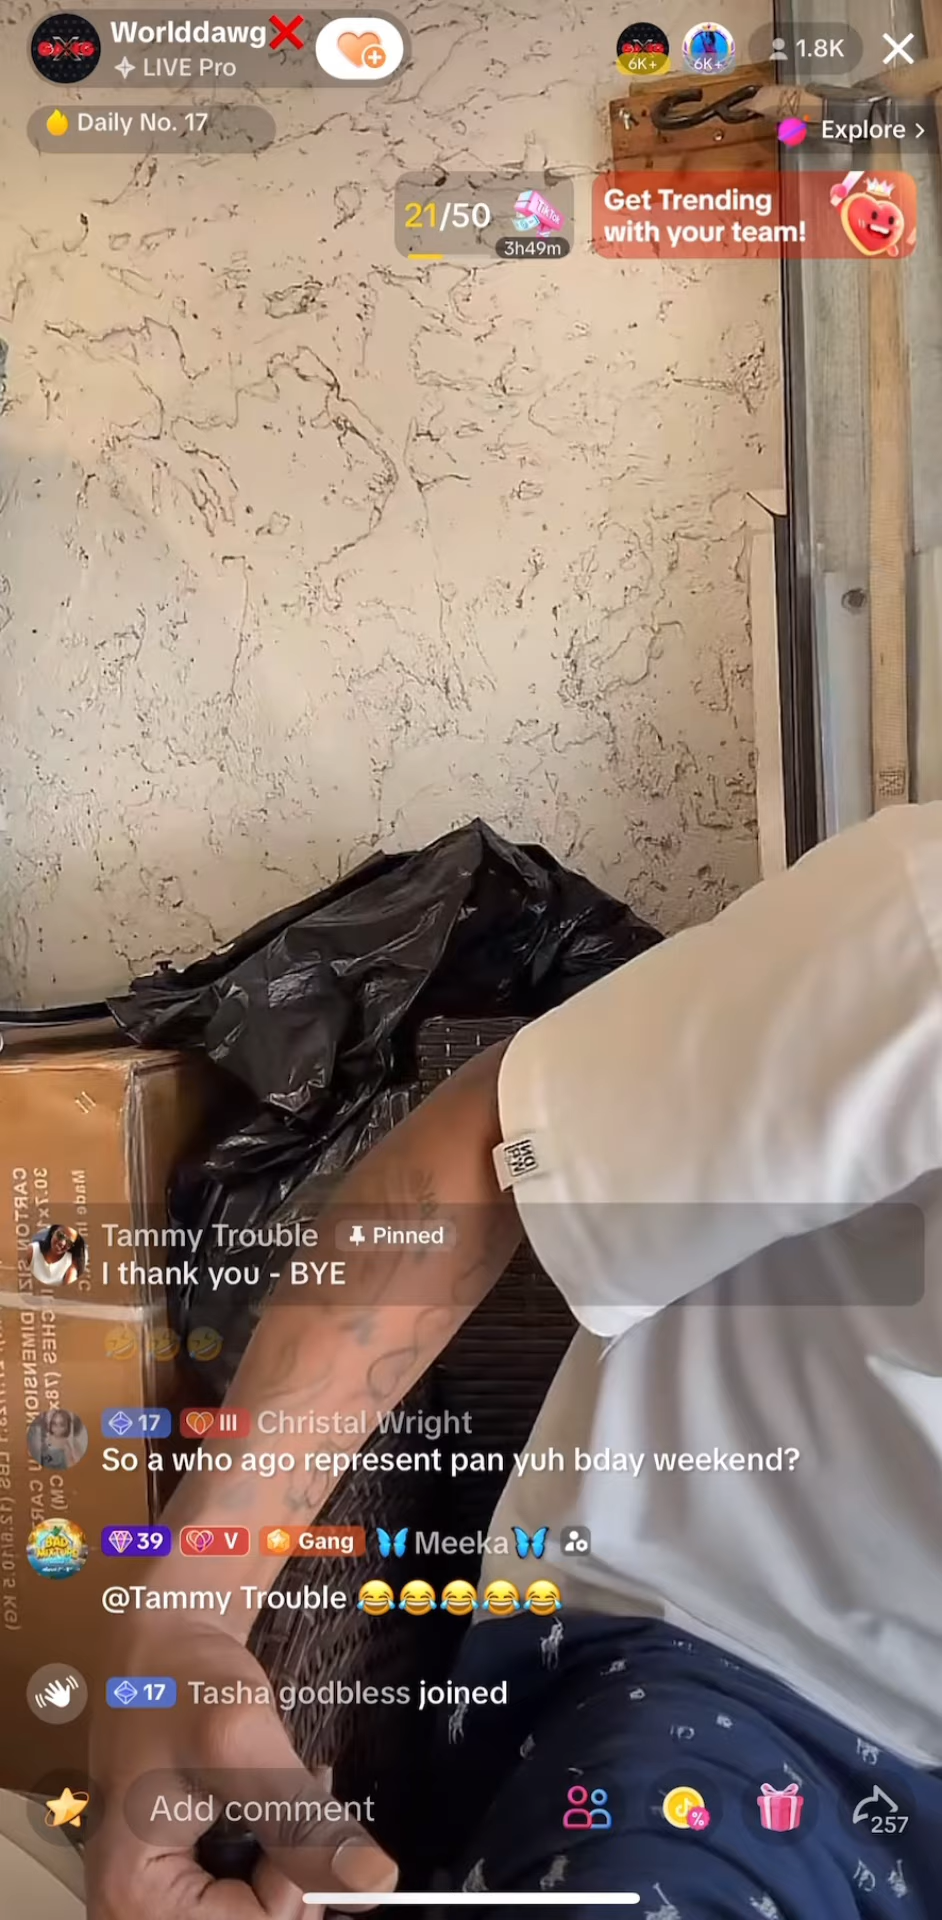 Worlddawg❌
LIVE Pro
6K+
6K+
1.8K
Daily No. 17
Explore >
21/50
TikTok
3h49m
Get Trending
with your team!
Tammy Trouble Pinned
I thank you - BYE
🤣🤣🤣
17 III Christal Wright
So a who ago represent pan yuh bday weekend?
39 V Gang 🦋Meeka🦋
@Tammy Trouble 😂😂😂😂😂
17 Tasha godbless joined
Add comment
257